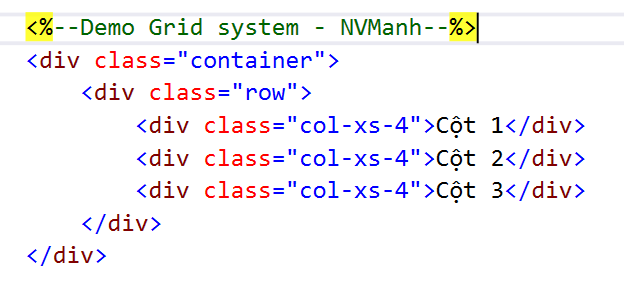 <%--Demo Grid system - NVManh--%>
<div class="container">
    <div class="row">
        <div class="col-xs-4">Cột 1</div>
        <div class="col-xs-4">Cột 2</div>
        <div class="col-xs-4">Cột 3</div>
    </div>
</div>